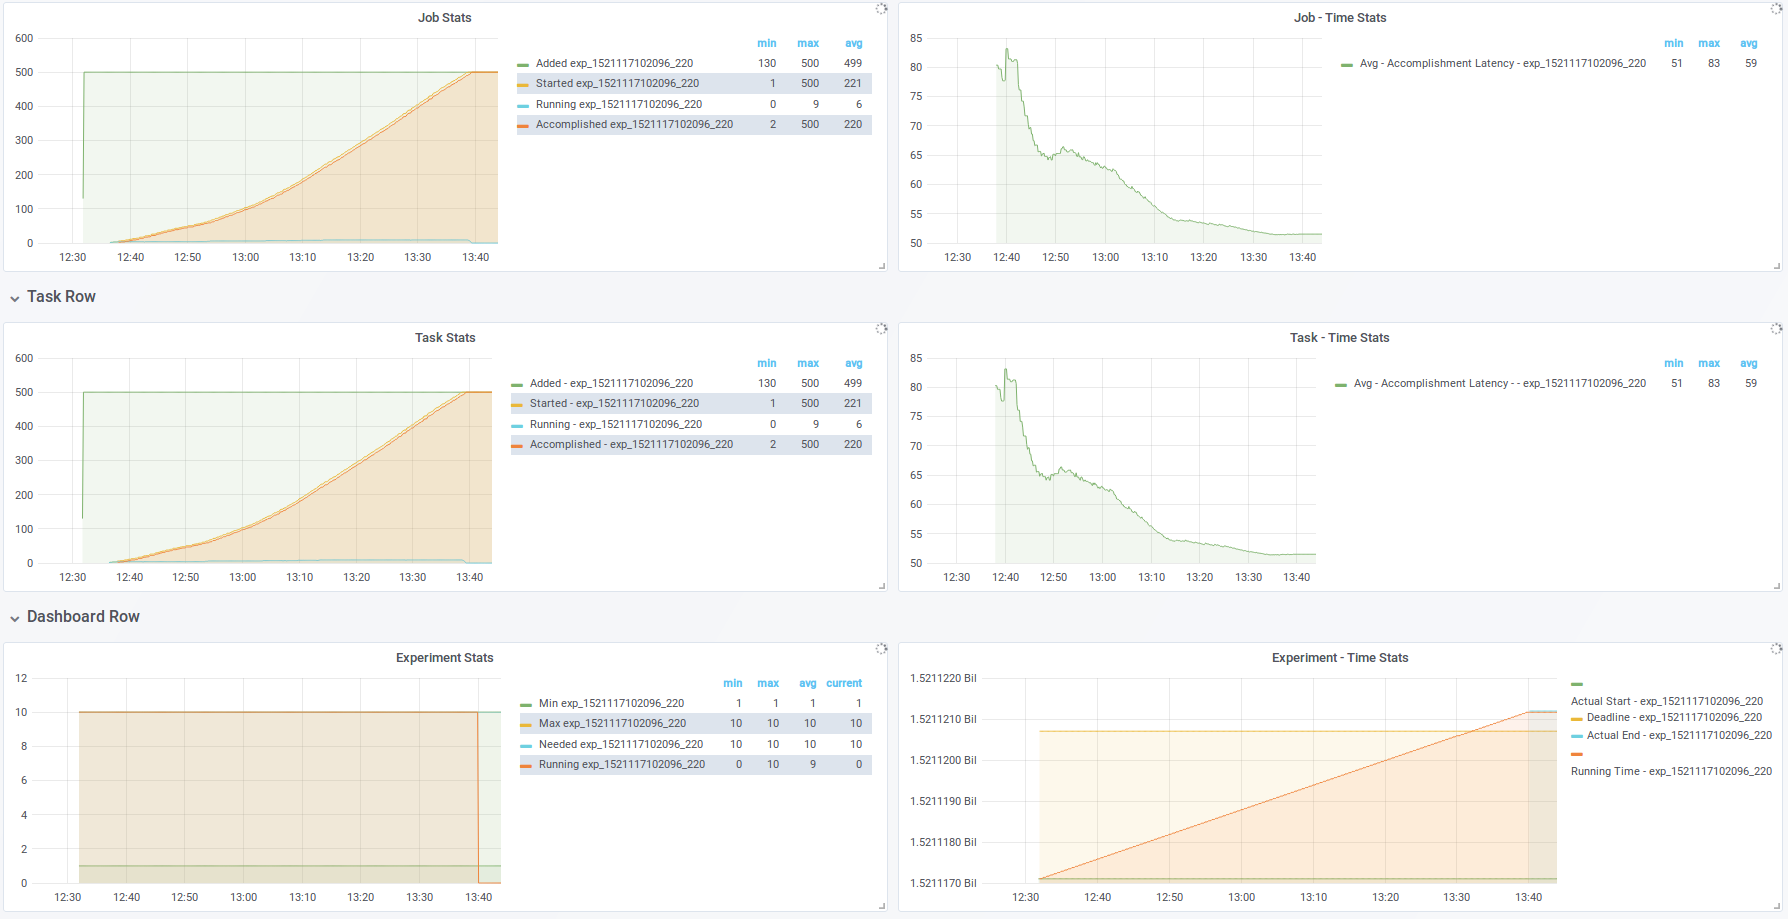 Job Stats
600
500
400
300
200
100
0
12:30 12:40 12:50 13:00 13:10 13:20 13:30 13:40
min max avg
Added exp_1521117102096_220 130 500 499
Started exp_1521117102096_220 1 500 221
Running exp_1521117102096_220 0 9 6
Accomplished exp_1521117102096_220 2 500 220
Job - Time Stats
85
80
75
70
65
60
55
50
12:30 12:40 12:50 13:00 13:10 13:20 13:30 13:40
min max avg
Avg - Accomplishment Latency - exp_1521117102096_220 51 83 59
Task Row
Task Stats
600
500
400
300
200
100
0
12:30 12:40 12:50 13:00 13:10 13:20 13:30 13:40
min max avg
Added - exp_1521117102096_220 130 500 499
Started - exp_1521117102096_220 1 500 221
Running - exp_1521117102096_220 0 9 6
Accomplished - exp_1521117102096_220 2 500 220
Task - Time Stats
85
80
75
70
65
60
55
50
12:30 12:40 12:50 13:00 13:10 13:20 13:30 13:40
min max avg
Avg - Accomplishment Latency - - exp_1521117102096_220 51 83 59
Dashboard Row
Experiment Stats
12
10
8
6
4
2
0
12:30 12:40 12:50 13:00 13:10 13:20 13:30 13:40
min max avg current
Min exp_1521117102096_220 1 1 1 1
Max exp_1521117102096_220 10 10 10 10
Needed exp_1521117102096_220 10 10 10 10
Running exp_1521117102096_220 0 10 9 0
Experiment - Time Stats
1.5211220 Bil
1.5211210 Bil
1.5211200 Bil
1.5211190 Bil
1.5211180 Bil
1.5211170 Bil
12:30 12:40 12:50 13:00 13:10 13:20 13:30 13:40
Actual Start - exp_1521117102096_220
Deadline - exp_1521117102096_220
Actual End - exp_1521117102096_220
Running Time - exp_1521117102096_220